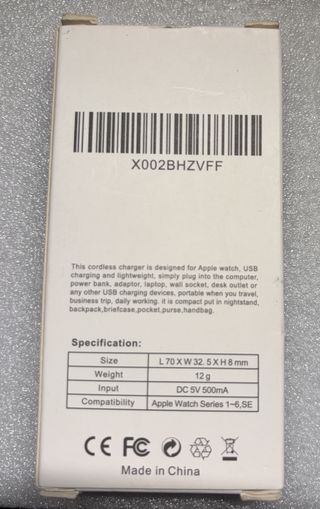 X002BHZVFF
This cordless charger is designed for Apple watch, USB
charging and lightweight, simply plug into the computer,
power bank, adaptor, laptop, wall socket, desk outlet or
any other USB charging devices, portable when you travel,
business trip, daily working. it is compact put in nightstand,
backpack,briefcase,pocket,purse,handbag.
Specification:
Size L 70 X W 32. 5 X H 8 mm
Weight 12 g
Input DC 5V 500mA
Compatibility Apple Watch Series 1~6,SE
CE FC
Made in China